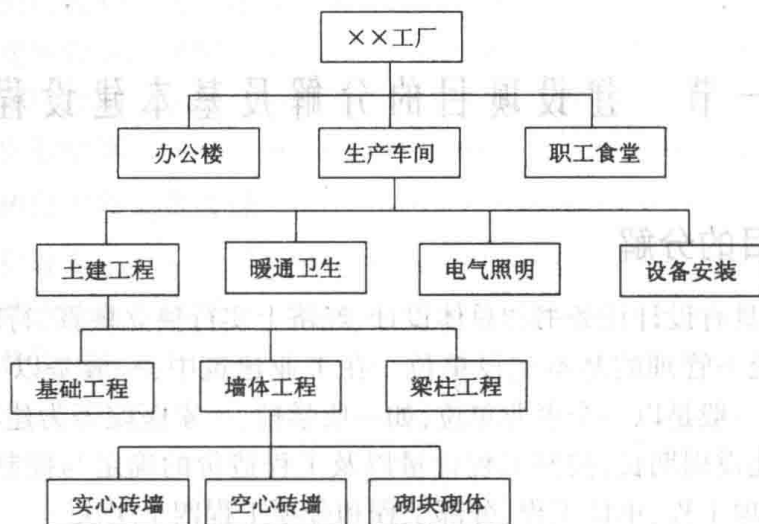 ××工厂
办公楼
生产车间
职工食堂
土建工程
暖通卫生
电气照明
设备安装
基础工程
墙体工程
梁柱工程
实心砖墙
空心砖墙
砌块砌体